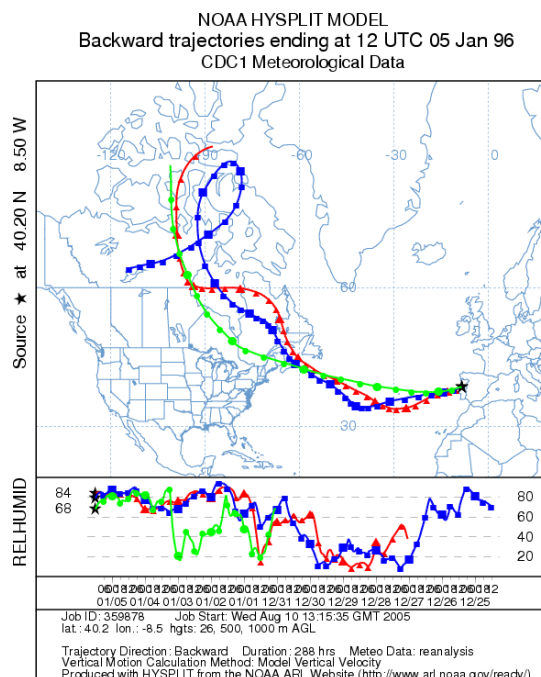 NOAA HYSPLIT MODEL
Backward trajectories ending at 12 UTC 05 Jan 96
CDC1 Meteorological Data
Source ★ at 40.20 N 8.50 W
-120 -90 -60 -30 0
60
30
RELHUMID
84
68
80
60
40
20
01/05 01/04 01/03 01/02 01/01 12/31 12/30 12/29 12/28 12/27 12/26 12/25
Job ID: 359878 Job Start: Wed Aug 10 13:15:35 GMT 2005
lat.: 40.2 lon.: -8.5 hgts: 26, 500, 1000 m AGL
Trajectory Direction: Backward Duration: 288 hrs Meteo Data: reanalysis
Vertical Motion Calculation Method: Model Vertical Velocity
Produced with HYSPLIT from the NOAA ARL Website (http://www.arl.noaa.gov/ready/)